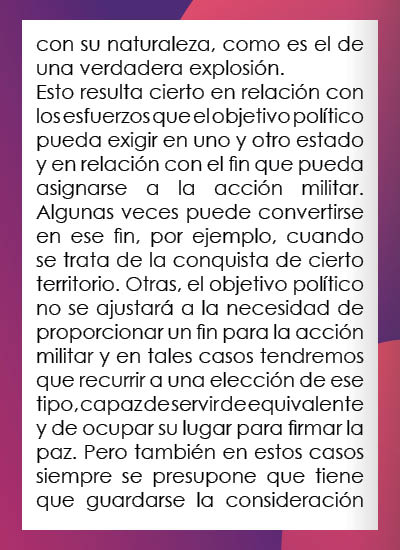 con su naturaleza, como es el de
una verdadera explosión.
Esto resulta cierto en relación con
los esfuerzos que el objetivo político
pueda exigir en uno y otro estado
y en relación con el fin que pueda
asignarse a la acción militar.
Algunas veces puede convertirse
en ese fin, por ejemplo, cuando
se trata de la conquista de cierto
territorio. Otras, el objetivo político
no se ajustará a la necesidad de
proporcionar un fin para la acción
militar y en tales casos tendremos
que recurrir a una elección de ese
tipo, capaz de servir de equivalente
y de ocupar su lugar para firmar la
paz. Pero también en estos casos
siempre se presupone que tiene
que guardarse la consideración